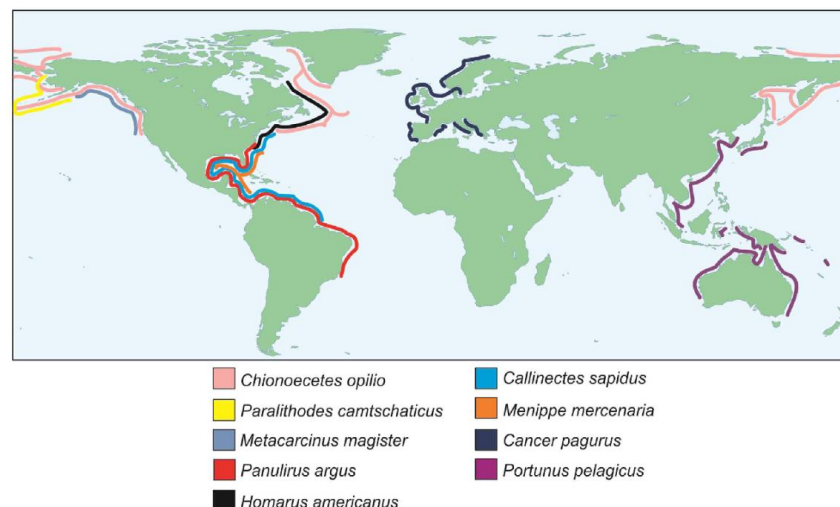 Chionoecetes opilio
Paralithodes camtschaticus
Metacarcinus magister
Panulirus argus
Homarus americanus
Callinectes sapidus
Menippe mercenaria
Cancer pagurus
Portunus pelagicus